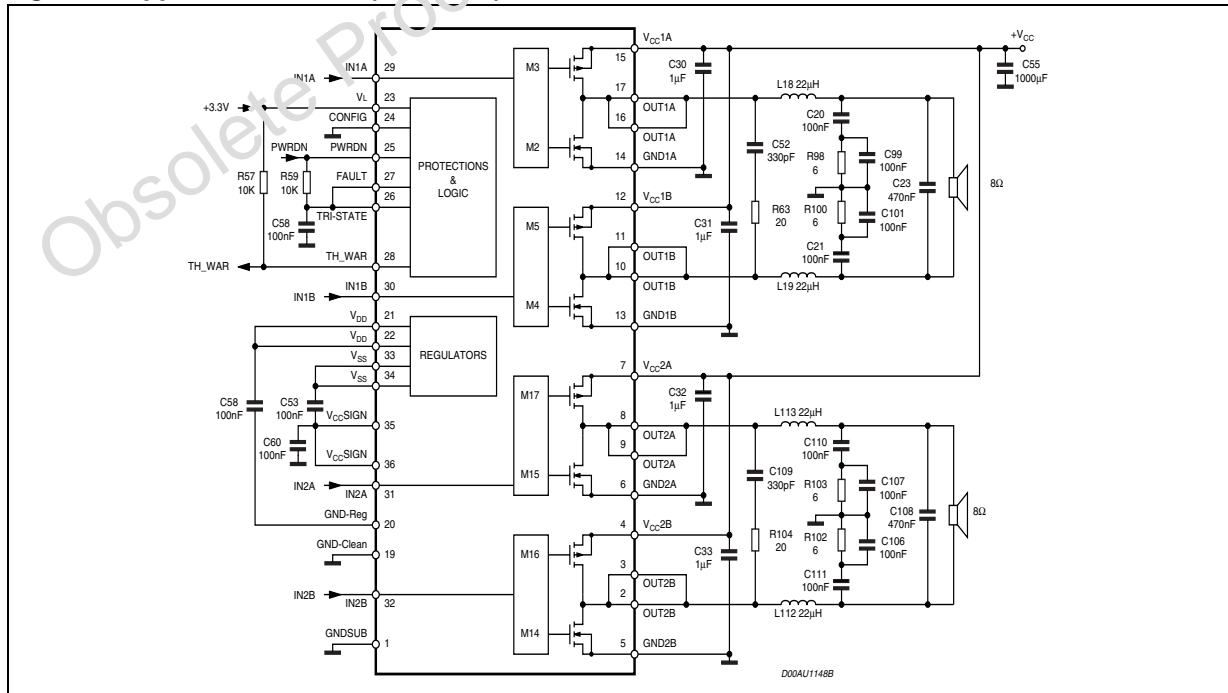 Obsolete Prod
IN1A
IN1A
29
+3.3V
VL
23
CONFIG
24
PWRDN
PWRDN
25
R57
10K
R59
10K
FAULT
27
26
TRI-STATE
C58
100nF
TH_WAR
TH_WAR
28
PROTECTIONS
&
LOGIC
IN1B
IN1B
30
VDD
21
VDD
22
VSS
33
VSS
34
REGULATORS
C58
100nF
C53
100nF
VCCSIGN
35
C60
100nF
VCCSIGN
36
IN2A
IN2A
31
GND-Reg
20
GND-Clean
19
IN2B
IN2B
32
GNDSUB
1
M3
M2
M5
M4
M17
M15
M16
M14
15
VCC1A
17
OUT1A
16
OUT1A
14
GND1A
12
VCC1B
11
OUT1B
10
OUT1B
13
GND1B
7
VCC2A
8
OUT2A
9
OUT2A
6
GND2A
4
VCC2B
3
OUT2B
2
OUT2B
5
GND2B
C30
1µF
C31
1µF
C32
1µF
C33
1µF
+VCC
C55
1000µF
L18 22µH
C20
100nF
C52
330pF
R98
6
C99
100nF
C23
470nF
8Ω
R63
20
R100
6
C101
100nF
C21
100nF
L19 22µH
L113 22µH
C110
100nF
C109
330pF
R103
6
C107
100nF
C108
470nF
8Ω
R104
20
R102
6
C106
100nF
C111
100nF
L112 22µH
D00AU1148B